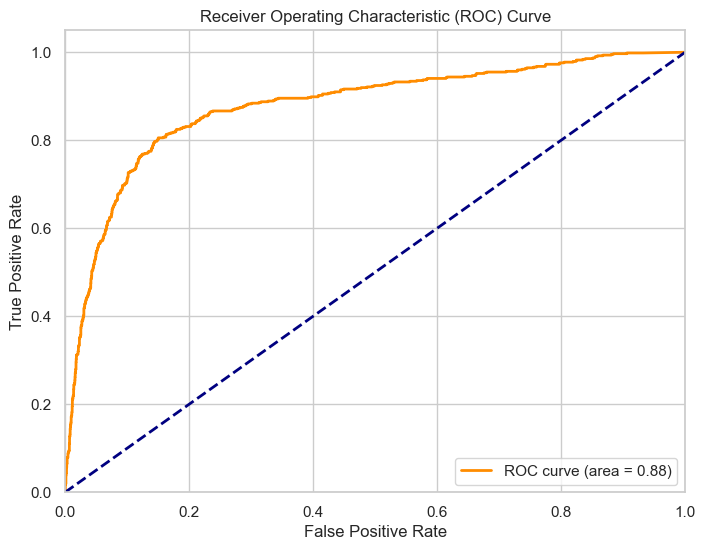 Receiver Operating Characteristic (ROC) Curve
1.0
0.8
0.6
0.4
0.2
0.0
True Positive Rate
ROC curve (area = 0.88)
0.0 0.2 0.4 0.6 0.8 1.0
False Positive Rate